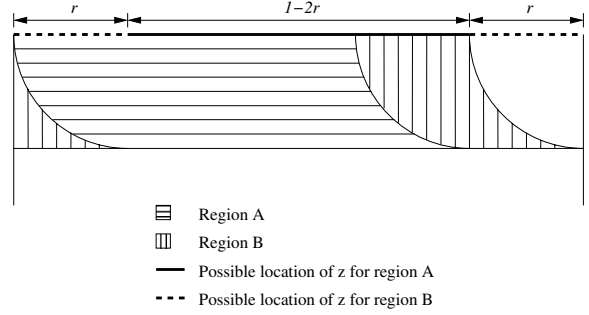 r 1−2r r
Region A
Region B
Possible location of z for region A
Possible location of z for region B